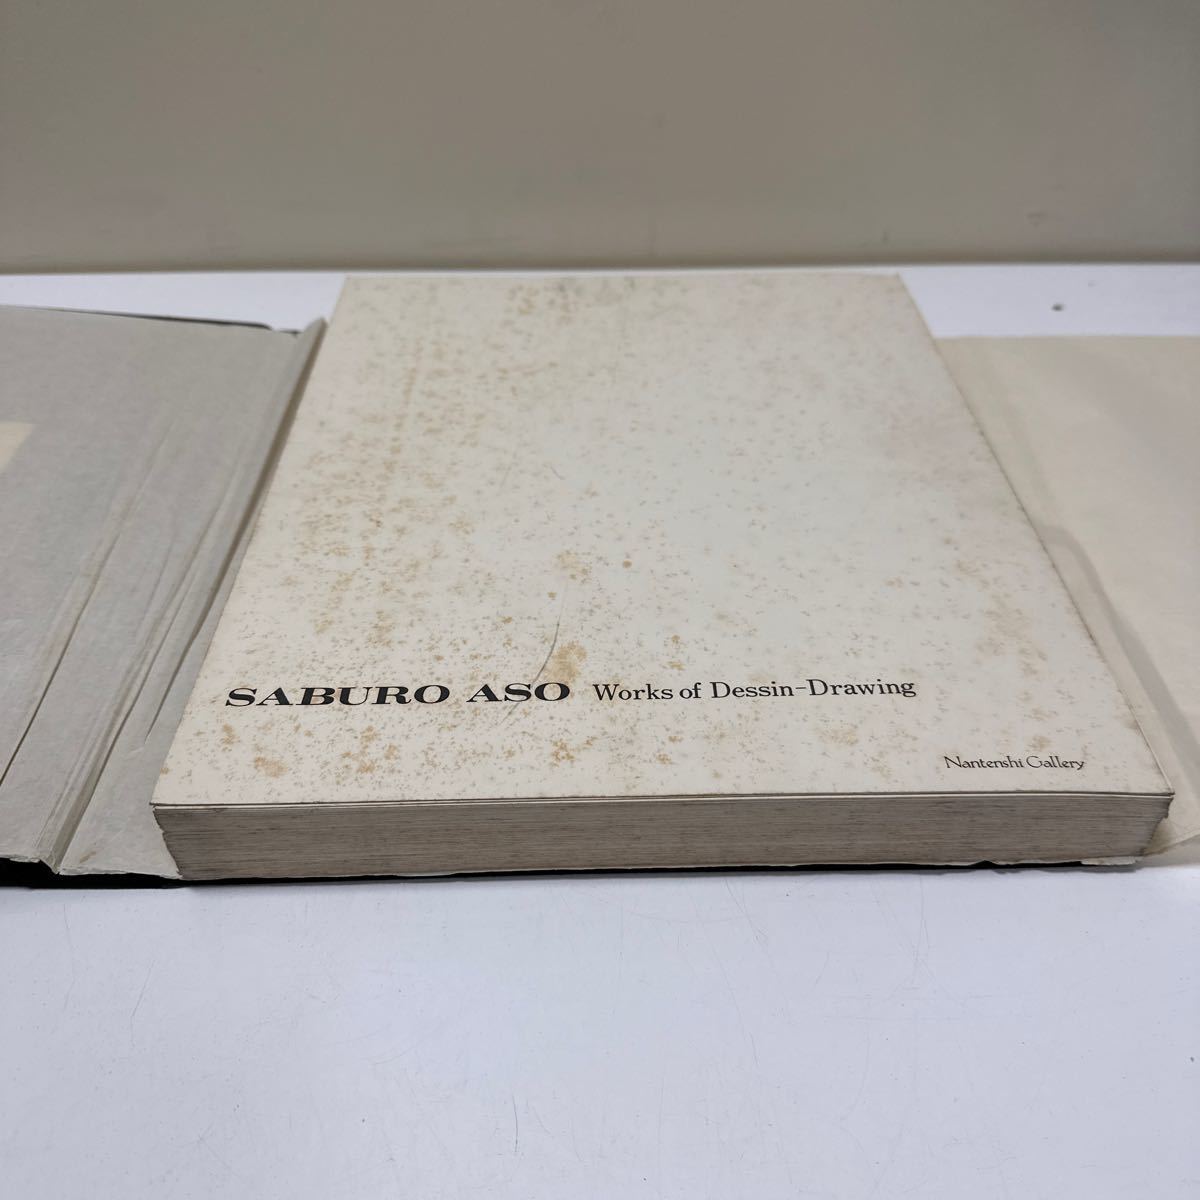 SABURO ASO Works of Dessin-Drawing
Nantenshi Gallery